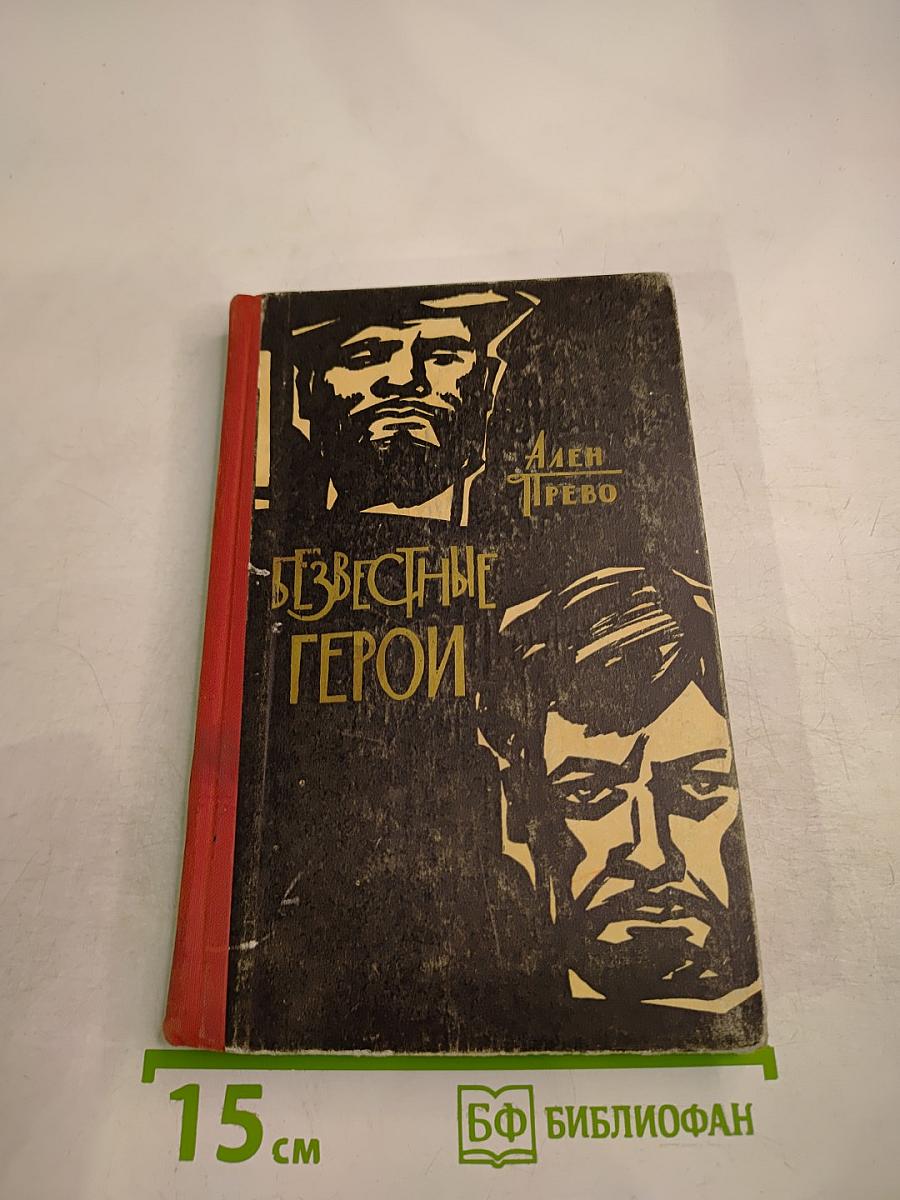 АЛЕН
ПРЕВО
БЕЗВЕСТНЫЕ
ГЕРОИ
15 см
БФ БИБЛИОФАН